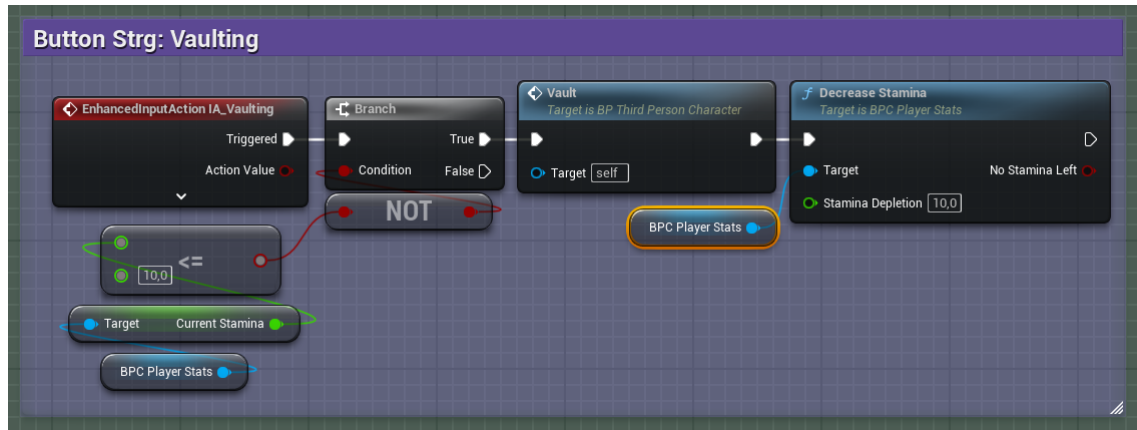 Button Strg: Vaulting
EnhancedInputAction IA_Vaulting
Triggered
Action Value
Branch
True
Condition
False
NOT
Vault
Target is BP Third Person Character
Target self
Decrease Stamina
Target is BPC Player Stats
Target
No Stamina Left
Stamina Depletion 10,0
BPC Player Stats
<=
10,0
Target
Current Stamina
BPC Player Stats